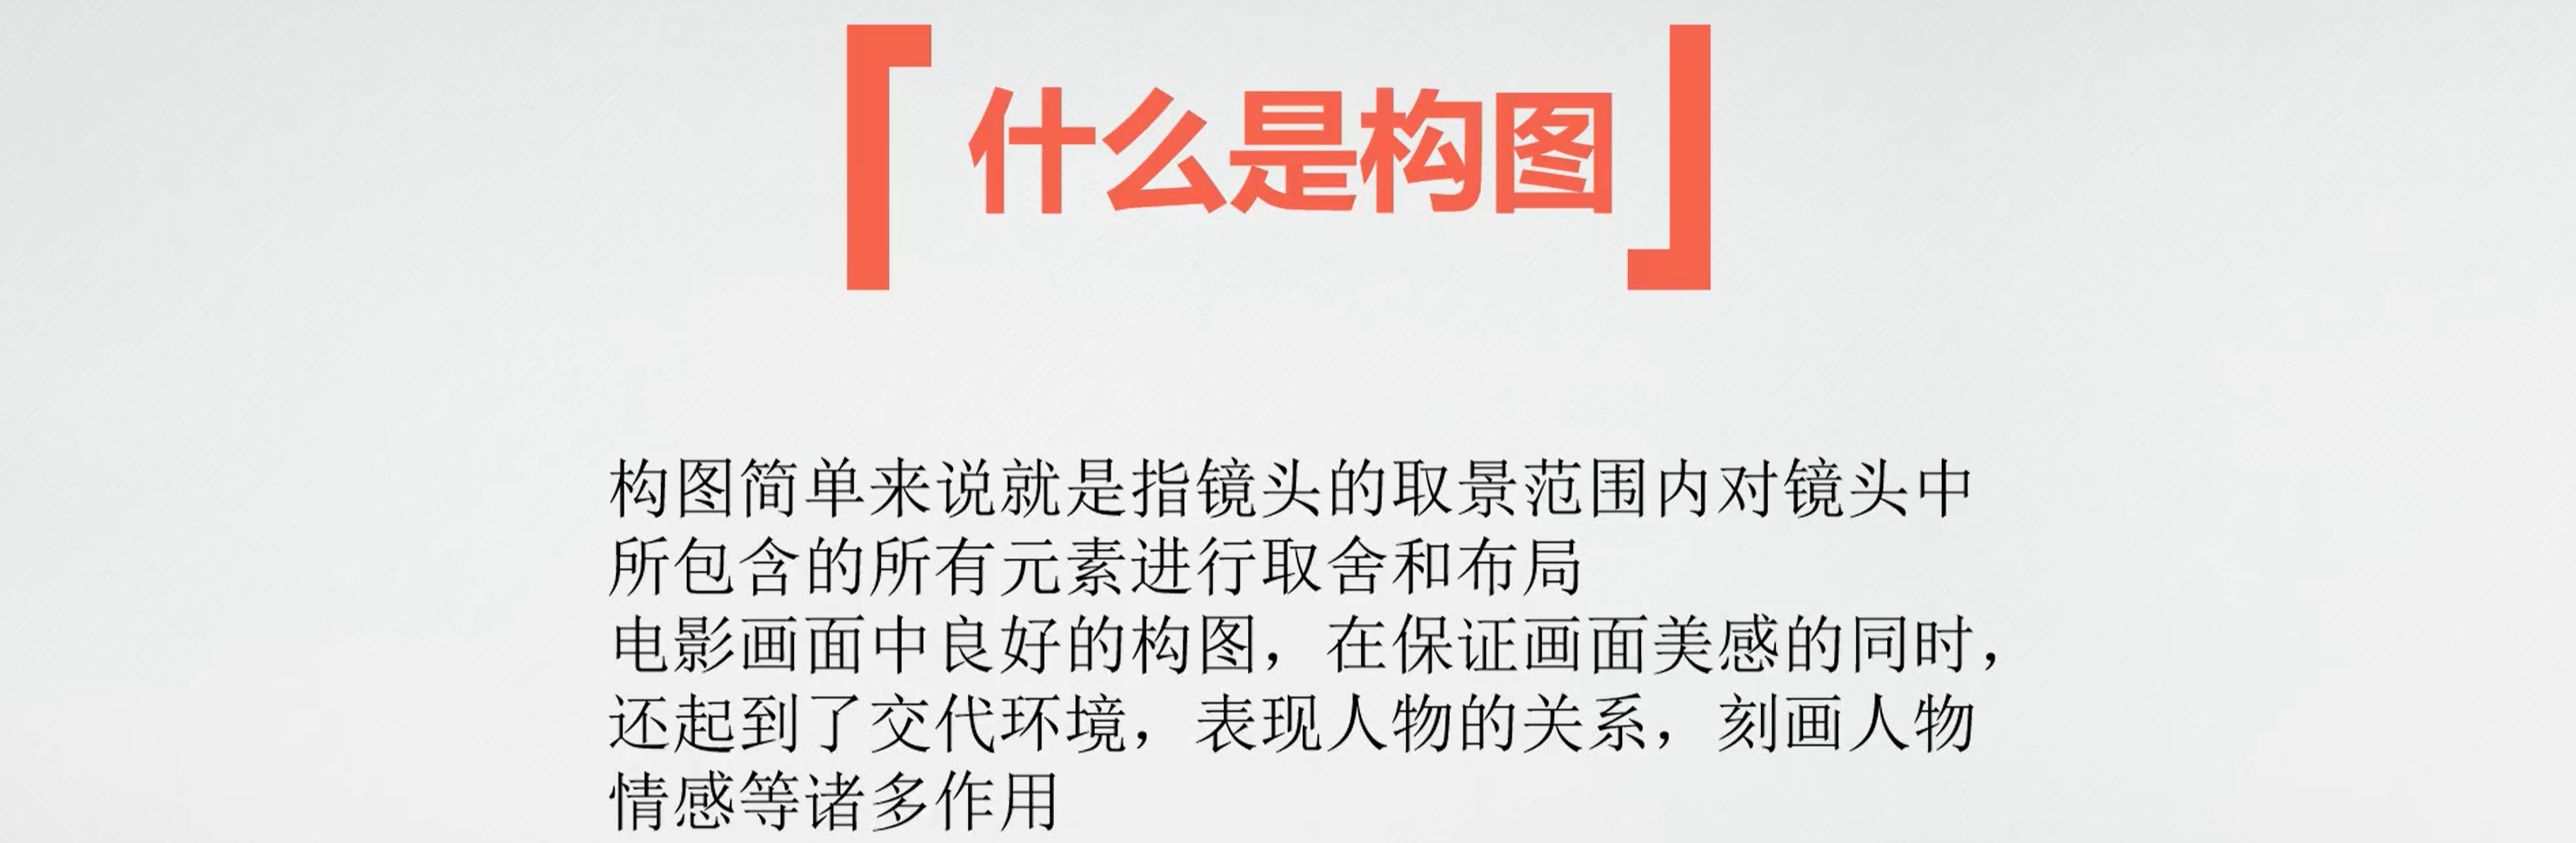 什么是构图
构图简单来说就是指镜头的取景范围内对镜头中
所包含的所有元素进行取舍和布局
电影画面中良好的构图，在保证画面美感的同时，
还起到了交代环境，表现人物的关系，刻画人物
情感等诸多作用